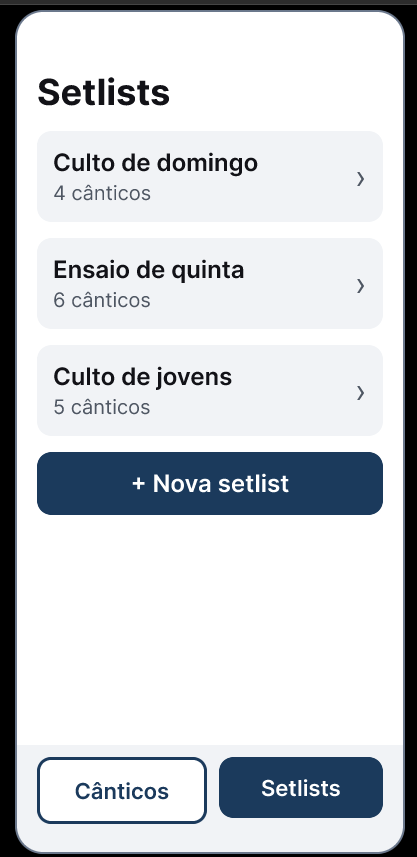 Setlists
Culto de domingo
4 cânticos
›
Ensaio de quinta
6 cânticos
›
Culto de jovens
5 cânticos
›
+ Nova setlist
Cânticos
Setlists